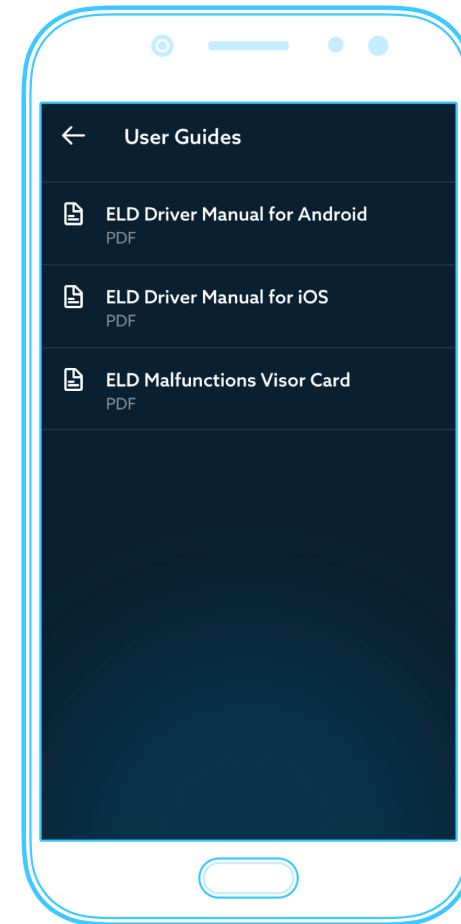 User Guides
ELD Driver Manual for Android
PDF
ELD Driver Manual for iOS
PDF
ELD Malfunctions Visor Card
PDF